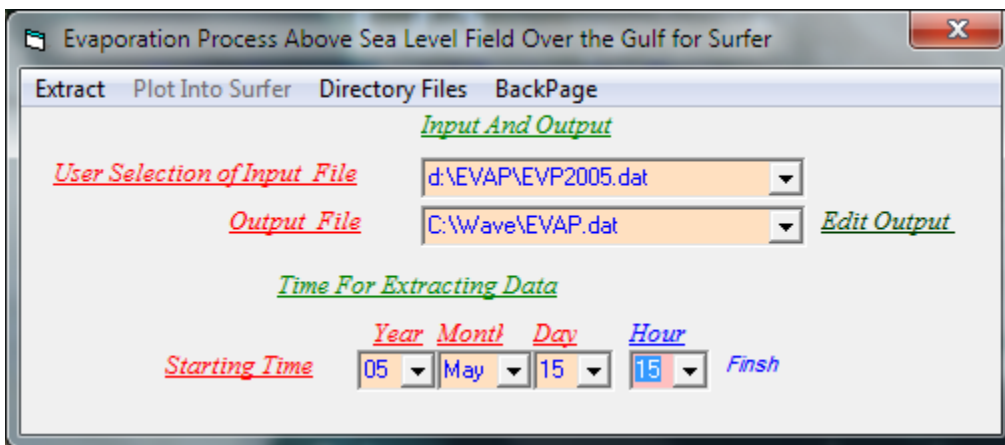 Evaporation Process Above Sea Level Field Over the Gulf for Surfer
Extract Plot Into Surfer Directory Files BackPage
Input And Output
User Selection of Input File d:\EVAP\EVP2005.dat
Output File C:\Wave\EVAP.dat Edit Output
Time For Extracting Data
Year Month Day Hour
Starting Time 05 May 15 15 Finsh